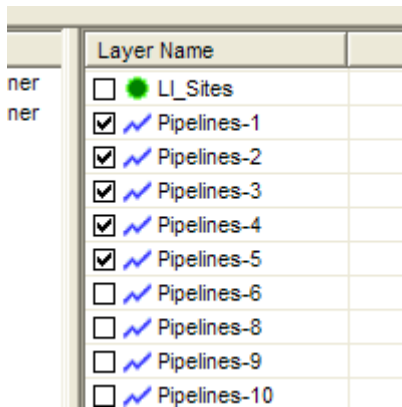 Layer Name
ner
LI_Sites
ner
Pipelines-1
Pipelines-2
Pipelines-3
Pipelines-4
Pipelines-5
Pipelines-6
Pipelines-8
Pipelines-9
Pipelines-10